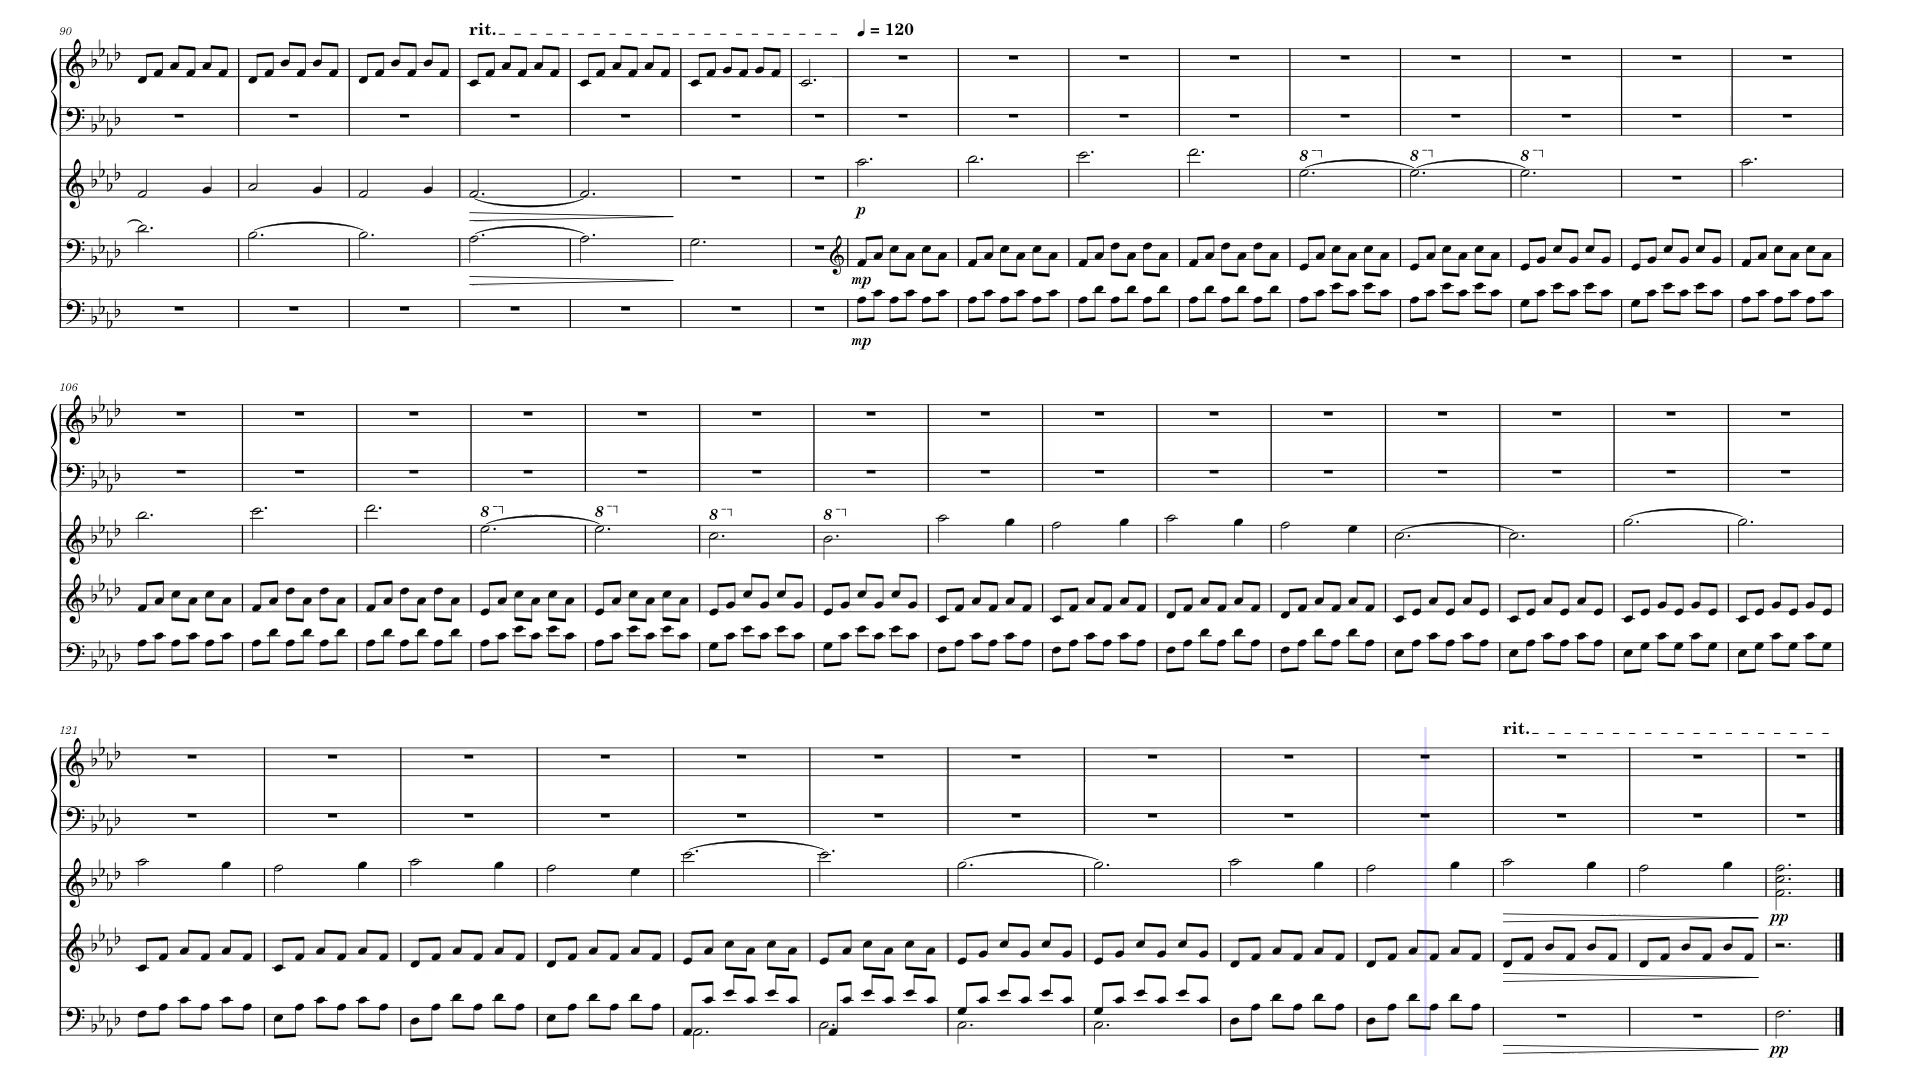 90
rit.
♩ = 120
8 8 8
p
mp
mp
106
8 8 8 8
121
rit.
pp
pp